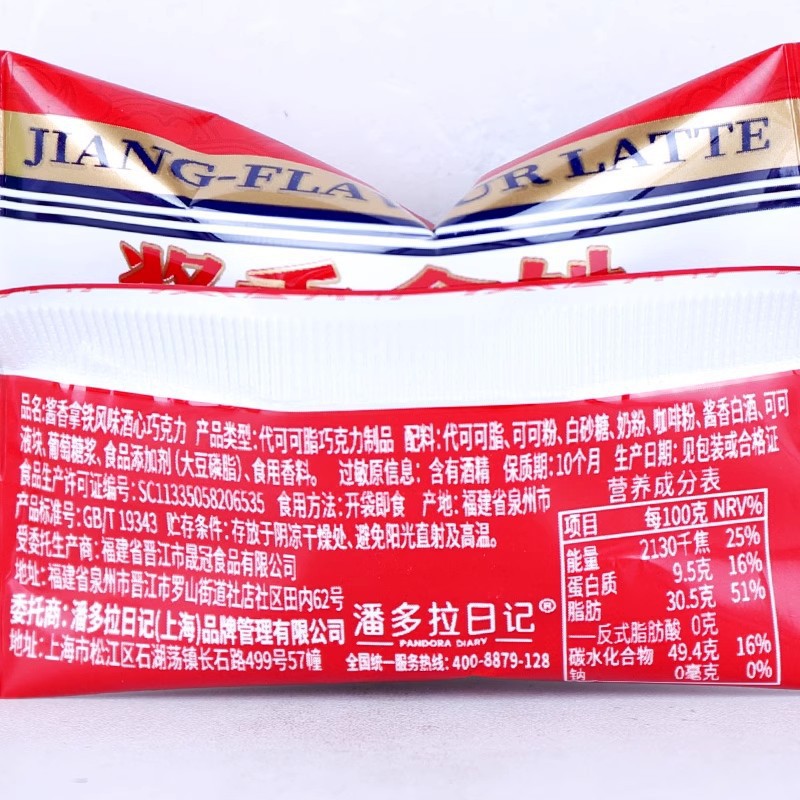 JIANG-FLA
UR LATTE
酱香拿铁
品名:酱香拿铁风味酒心巧克力 产品类型:代可可脂巧克力制品 配料:代可可脂、可可粉、白砂糖、奶粉、咖啡粉、酱香白酒、可可
液块、葡萄糖浆、食品添加剂(大豆磷脂)、食用香料。 过敏原信息:含有酒精 保质期:10个月 生产日期:见包装或合格证
食品生产许可证编号:SC11335058206535 食用方法:开袋即食 产地:福建省泉州市
产品标准号:GB/T 19343 贮存条件:存放于阴凉干燥处、避免阳光直射及高温。
受委托生产商:福建省晋江市晟冠食品有限公司
地址:福建省泉州市晋江市罗山街道社店社区田内62号
委托商:潘多拉日记(上海)品牌管理有限公司
地址:上海市松江区石湖荡镇长石路499号57幢
潘多拉日记®
PANDORA DIARY
全国统一服务热线:400-8879-128
营养成分表
项目 每100克 NRV%
能量 2130千焦 25%
蛋白质 9.5克 16%
脂肪 30.5克 51%
—反式脂肪酸 0克
碳水化合物 49.4克 16%
钠 0毫克 0%